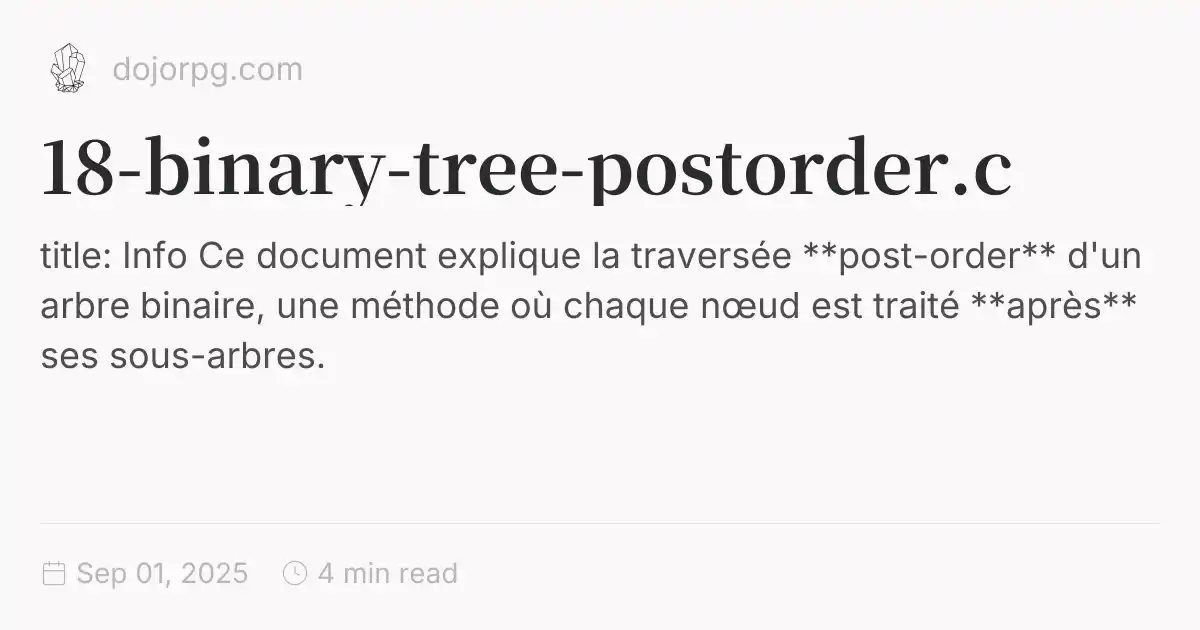 dojorpg.com
18-binary-tree-postorder.c
title: Info Ce document explique la traversée **post-order** d'un
arbre binaire, une méthode où chaque nœud est traité **après**
ses sous-arbres.
Sep 01, 2025 4 min read